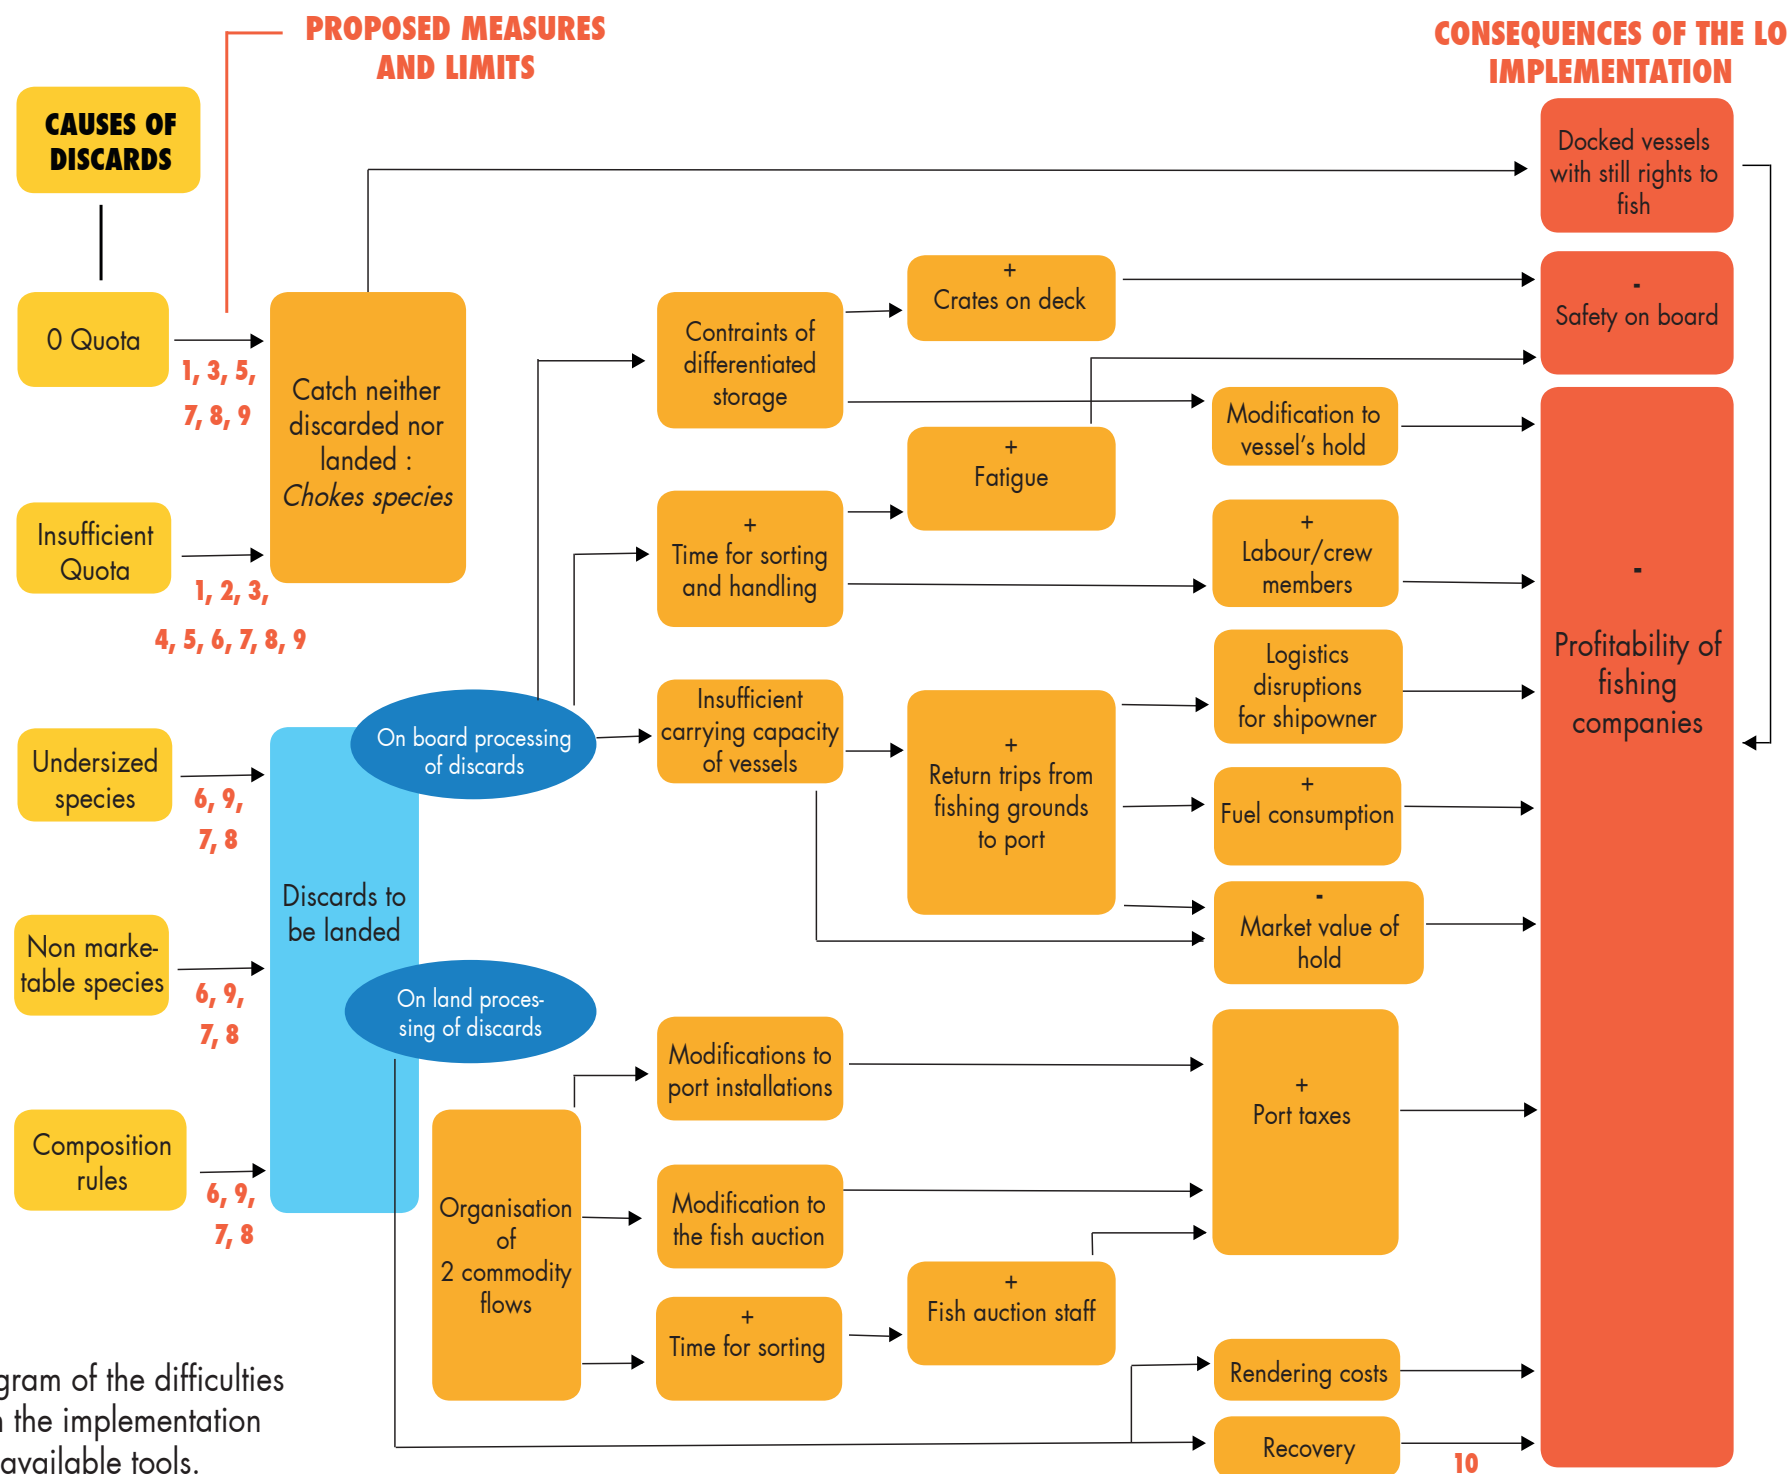 PROPOSED MEASURES
AND LIMITS
CONSEQUENCES OF THE LO
IMPLEMENTATION
CAUSES OF
DISCARDS
0 Quota
1, 3, 5,
7, 8, 9
Insufficient
Quota
1, 2, 3,
4, 5, 6, 7, 8, 9
Undersized
species
6, 9,
7, 8
Non marke-
table species
6, 9,
7, 8
Composition
rules
6, 9,
7, 8
Catch neither
discarded nor
landed :
Chokes species
Discards to
be landed
On board processing
of discards
On land proces-
sing of discards
Organisation
of
2 commodity
flows
Contraints of
differentiated
storage
+
Time for sorting
and handling
Insufficient
carrying capacity
of vessels
Modifications to
port installations
Modification to
the fish auction
+
Time for sorting
+
Crates on deck
+
Fatigue
+
Return trips from
fishing grounds
to port
+
Fish auction staff
Modification to
vessel's hold
+
Labour/crew
members
Logistics
disruptions
for shipowner
+
Fuel consumption
-
Market value of
hold
+
Port taxes
Rendering costs
Recovery
10
Docked vessels
with still rights to
fish
-
Safety on board
-
Profitability of
fishing
companies
gram of the difficulties
n the implementation
available tools.